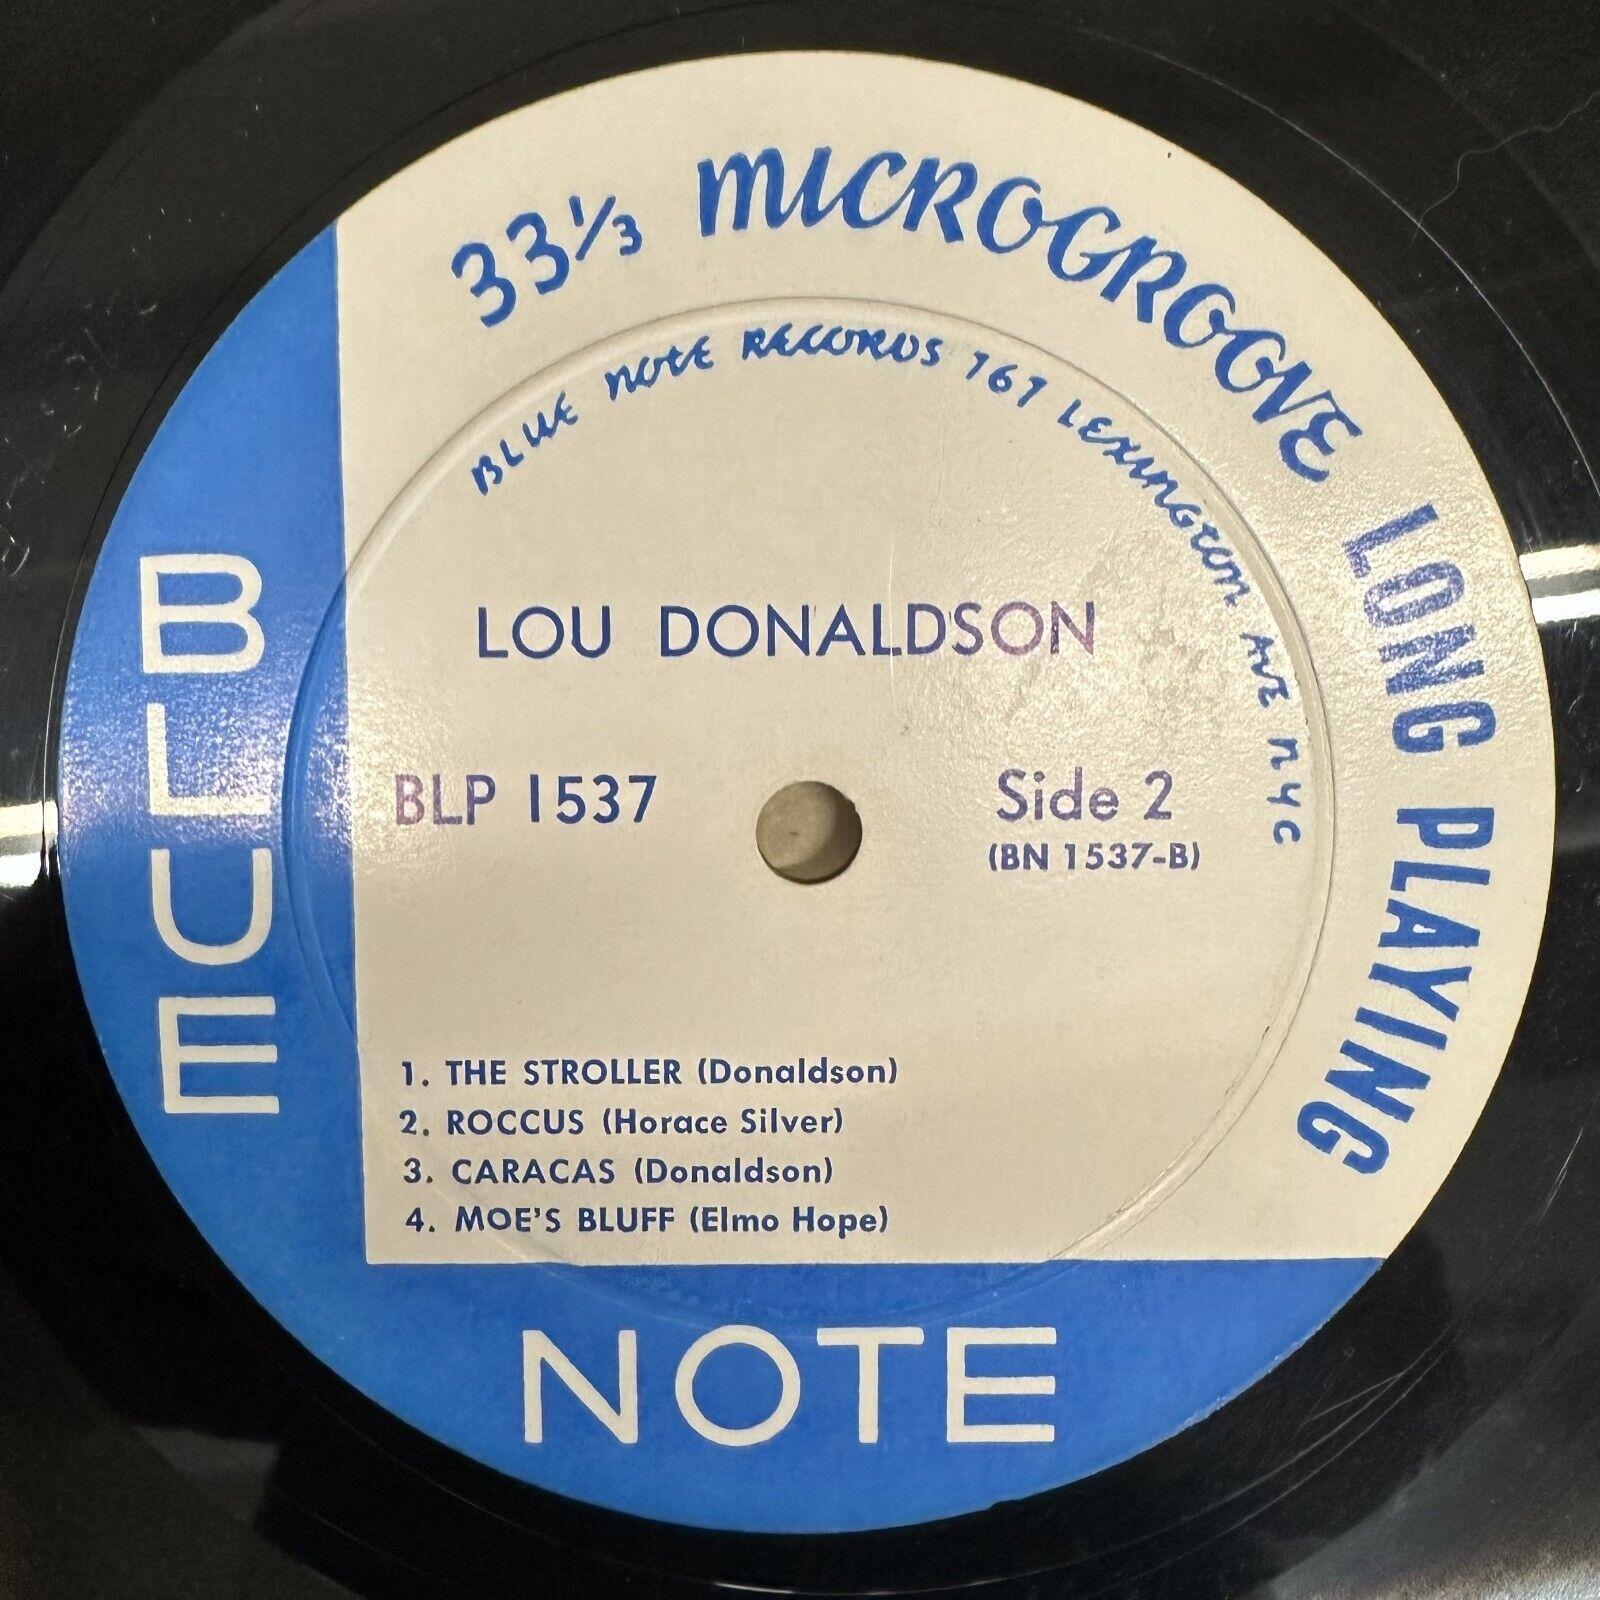 33⅓ MICROGROOVE LONG PLAYING
BLUE NOTE RECORDS 767 LEXINGTON AVE NYC
LOU DONALDSON
BLP 1537
Side 2
(BN 1537-B)
1. THE STROLLER (Donaldson)
2. ROCCUS (Horace Silver)
3. CARACAS (Donaldson)
4. MOE'S BLUFF (Elmo Hope)
BLUE
NOTE